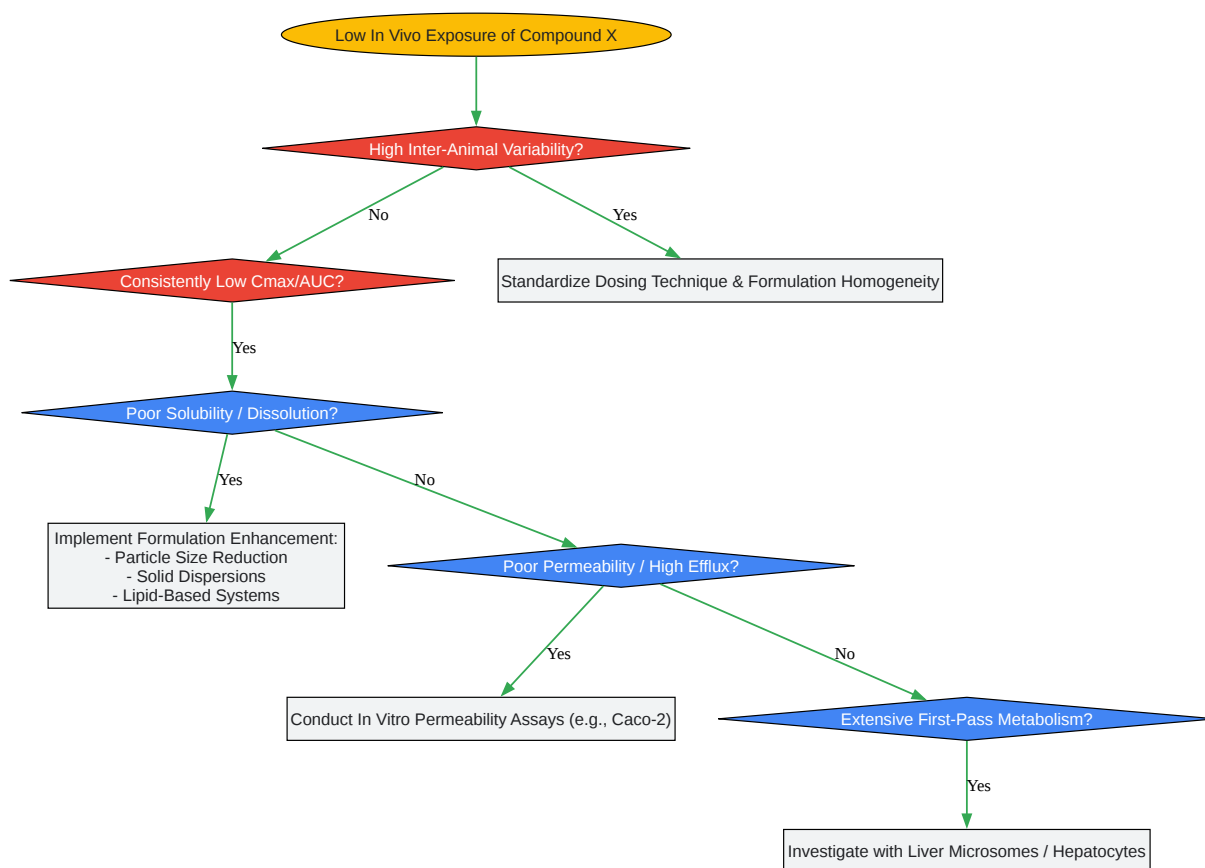 Low In Vivo Exposure of Compound X
High Inter-Animal Variability?
No
Yes
Consistently Low Cmax/AUC?
Standardize Dosing Technique & Formulation Homogeneity
Yes
Poor Solubility / Dissolution?
Yes
No
Implement Formulation Enhancement:
- Particle Size Reduction
- Solid Dispersions
- Lipid-Based Systems
Poor Permeability / High Efflux?
Yes
No
Conduct In Vitro Permeability Assays (e.g., Caco-2)
Extensive First-Pass Metabolism?
Yes
Investigate with Liver Microsomes / Hepatocytes